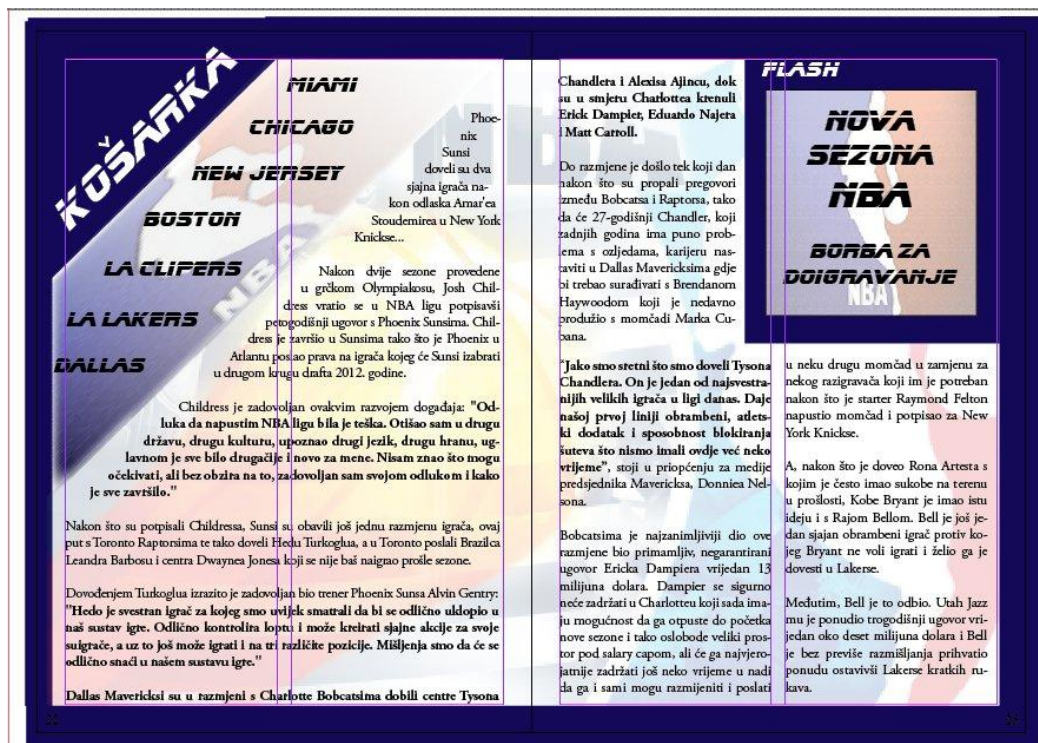 KOŠARKA
MIAMI
CHICAGO
NEW JERSEY
BOSTON
LA CLIPERS
LA LAKERS
DALLAS
NBA
NBA
Phoe-
nix
Sunsi
doveli su dva
sjajna igrača na-
kon odlaska Amar'ea
Stoudemirea u New York
Knickse...
Nakon dvije sezone provedene
u grčkom Olympiakosu, Josh Chil-
dress vratio se u NBA ligu potpisavši
petogodišnji ugovor s Phoenix Sunsima. Chil-
dress je završio u Sunsima tako što je Phoenix u
Atlantu poslao prava na igrača kojeg će Sunsi izabrati
u drugom krugu drafta 2012. godine.
Childress je zadovoljan ovakvim razvojem događaja: "Od-
luka da napustim NBA ligu bila je teška. Otišao sam u drugu
državu, drugu kulturu, upoznao drugi jezik, drugu hranu, ug-
lavnom je sve bilo drugačije i novo za mene. Nisam znao što mogu
očekivati, ali bez obzira na to, zadovoljan sam svojom odlukom i kako
je sve završilo."
Nakon što su potpisali Childressa, Sunsi su obavili još jednu razmjenu igrača, ovaj
put s Toronto Raptorsima te tako doveli Hedu Turkoglua, a u Toronto poslali Brazilca
Leandra Barbosu i centra Dwaynea Jonesa koji se nije baš naigrao prošle sezone.
Dovođenjem Turkoglua izrazito je zadovoljan bio trener Phoenix Sunsa Alvin Gentry:
"Hedo je svestran igrač za kojeg smo uvijek smatrali da bi se odlično uklopio u
naš sustav igre. Odlično kontrolira loptu i može kreirati sjajne akcije za svoje
suigrače, a uz to još može igrati i na tri različite pozicije. Mišljenja smo da će se
odlično snaći u našem sustavu igre."
Dallas Mavericksi su u razmjeni s Charlotte Bobcatsima dobili centre Tysona
22
Chandlera i Alexisa Ajincu, dok
su u smjeru Charlottea krenuli
Erick Dampier, Eduardo Najera
i Matt Carroll.
Do razmjene je došlo tek koji dan
nakon što su propali pregovori
između Bobcatsa i Raptorsa, tako
da će 27-godišnji Chandler, koji
zadnjih godina ima puno prob-
lema s ozljedama, karijeru nas-
taviti u Dallas Mavericksima gdje
bi trebao surađivati s Brendanom
Haywoodom koji je nedavno
produžio s momčadi Marka Cu-
bana.
"Jako smo sretni što smo doveli Tysona
Chandlera. On je jedan od najsvestra-
nijih velikih igrača u ligi danas. Daje
našoj prvoj liniji obrambeni, atlets-
ki dodatak i sposobnost blokiranja
šuteva što nismo imali ovdje već neko
vrijeme", stoji u priopćenju za medije
predsjednika Mavericksa, Donniea Nel-
sona.
Bobcatsima je najzanimljiviji dio ove
razmjene bio primamljiv, negarantirani
ugovor Ericka Dampiera vrijedan 13
milijuna dolara. Dampier se sigurno
neće zadržati u Charlotteu koji sada ima-
ju mogućnost da ga otpuste do početka
nove sezone i tako oslobode veliki pros-
tor pod salary capom, ali će ga najvjero-
jatnije zadržati još neko vrijeme u nadi
da ga i sami mogu razmijeniti i poslati
FLASH
NOVA
SEZONA
NBA
BORBA ZA
DOIGRAVANJE
NBA
u neku drugu momčad u zamjenu za
nekog razigravača koji im je potreban
nakon što je starter Raymond Felton
napustio momčad i potpisao za New
York Knickse.
A, nakon što je doveo Rona Artesta s
kojim je često imao sukobe na terenu
u prošlosti, Kobe Bryant je imao istu
ideju i s Rajom Bellom. Bell je još je-
dan sjajan obrambeni igrač protiv ko-
jeg Bryant ne voli igrati i želio ga je
dovesti u Lakerse.
Međutim, Bell je to odbio. Utah Jazz
mu je ponudio trogodišnji ugovor vri-
jedan oko deset milijuna dolara i Bell
je bez previše razmišljanja prihvatio
ponudu ostavivši Lakerse kratkih ru-
kava.